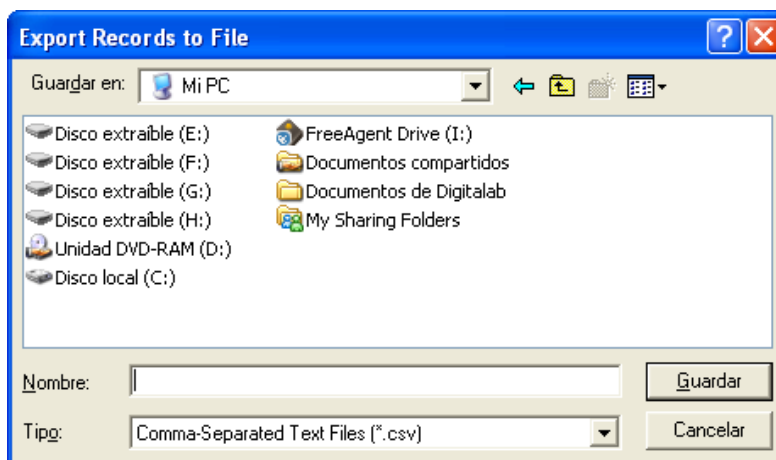 Export Records to File
Guardar en: Mi PC
Disco extraíble (E:)
Disco extraíble (F:)
Disco extraíble (G:)
Disco extraíble (H:)
Unidad DVD-RAM (D:)
Disco local (C:)
FreeAgent Drive (I:)
Documentos compartidos
Documentos de Digitalab
My Sharing Folders
Nombre: Guardar
Tipo: Comma-Separated Text Files (*.csv) Cancelar